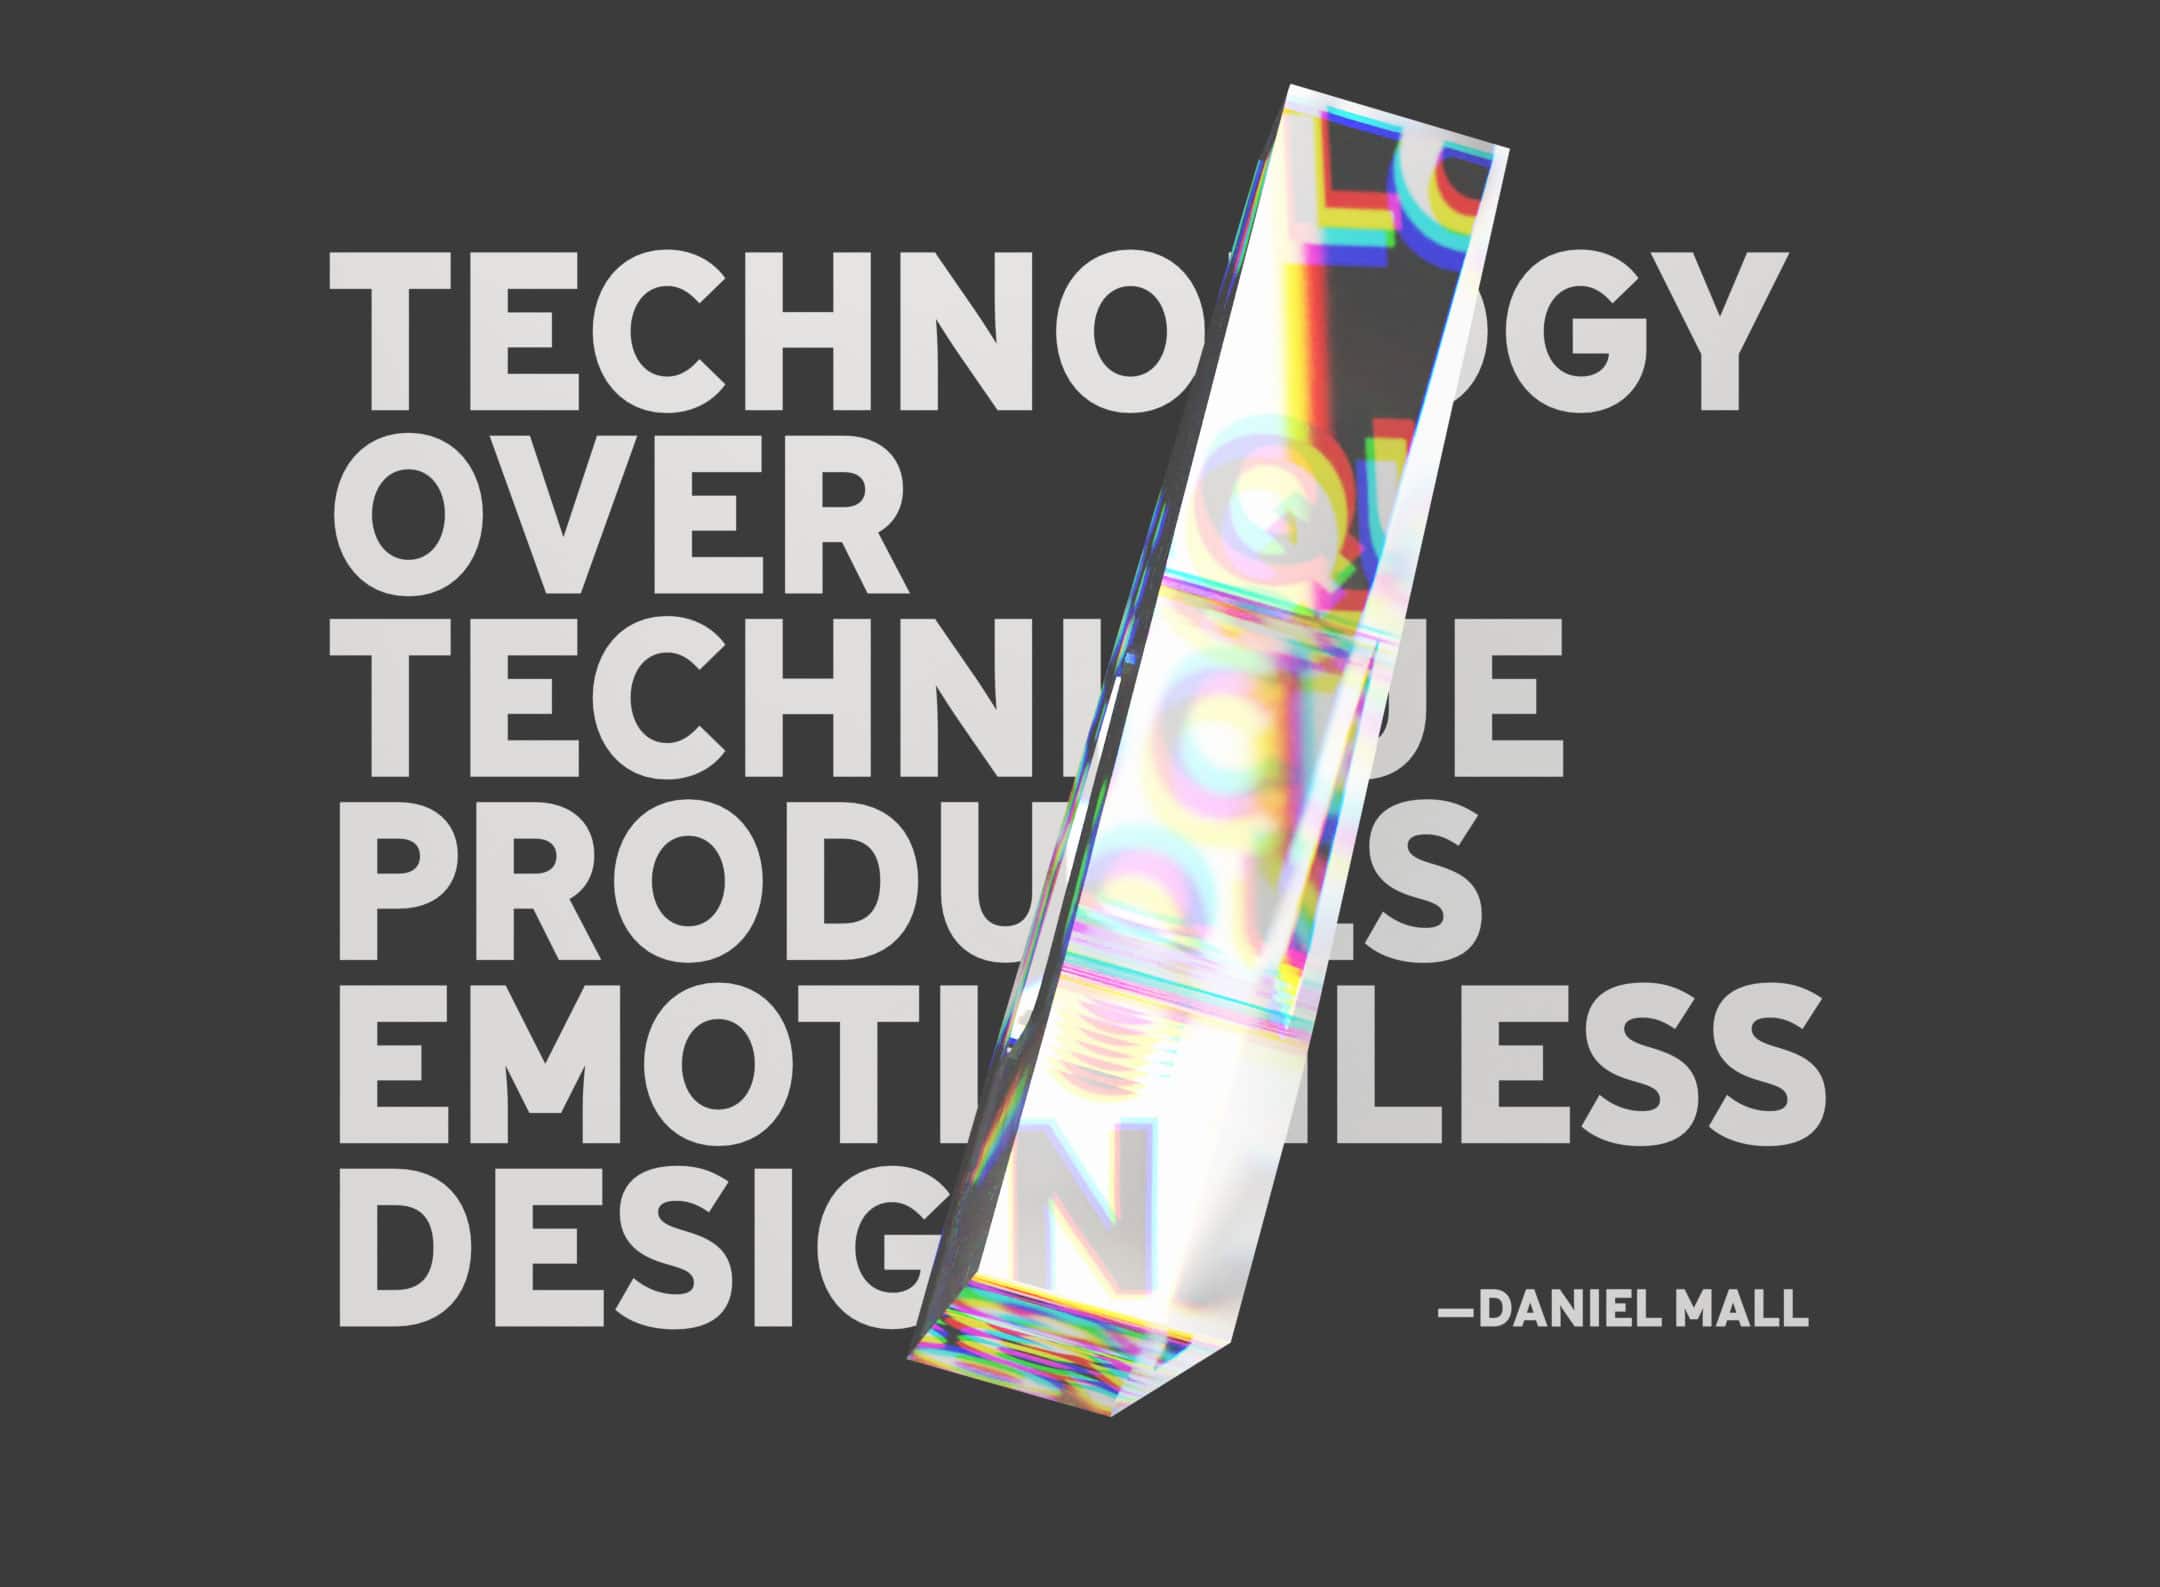 TECHNOLOGY
OVER
TECHNIQUE
PRODUCES
EMOTIONLESS
DESIGN
—DANIEL MALL